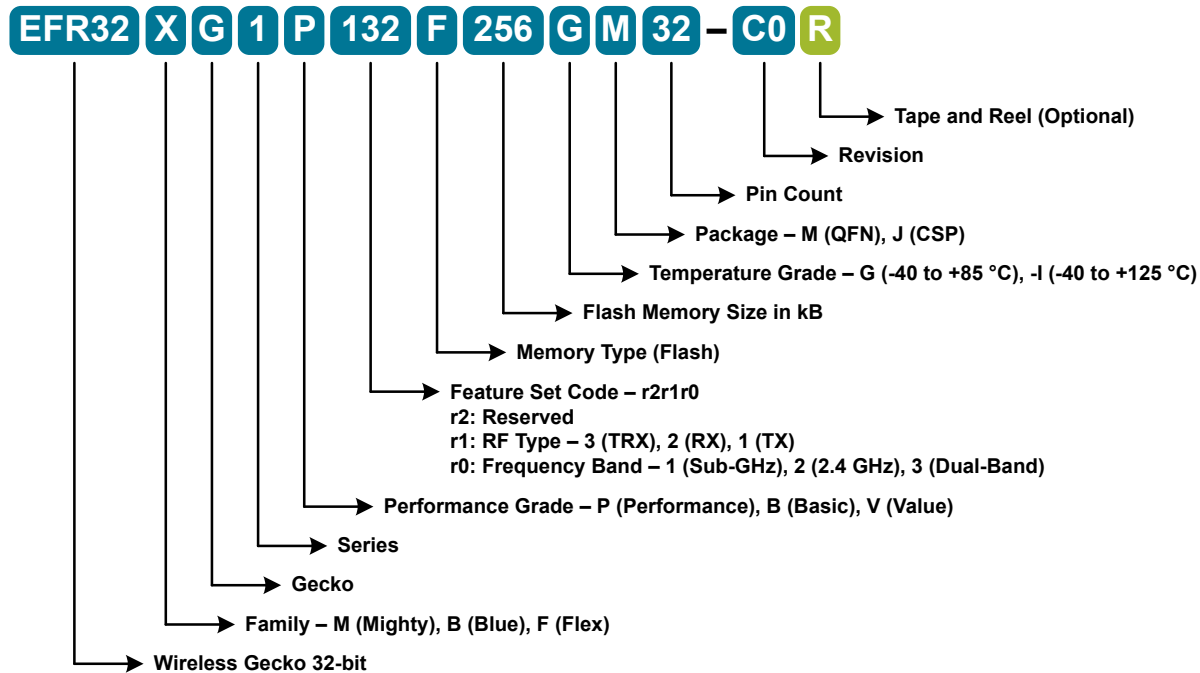 EFR32 X G 1 P 132 F 256 G M 32 – C0 R
Tape and Reel (Optional)
Revision
Pin Count
Package – M (QFN), J (CSP)
Temperature Grade – G (-40 to +85 °C), -I (-40 to +125 °C)
Flash Memory Size in kB
Memory Type (Flash)
Feature Set Code – r2r1r0
r2: Reserved
r1: RF Type – 3 (TRX), 2 (RX), 1 (TX)
r0: Frequency Band – 1 (Sub-GHz), 2 (2.4 GHz), 3 (Dual-Band)
Performance Grade – P (Performance), B (Basic), V (Value)
Series
Gecko
Family – M (Mighty), B (Blue), F (Flex)
Wireless Gecko 32-bit